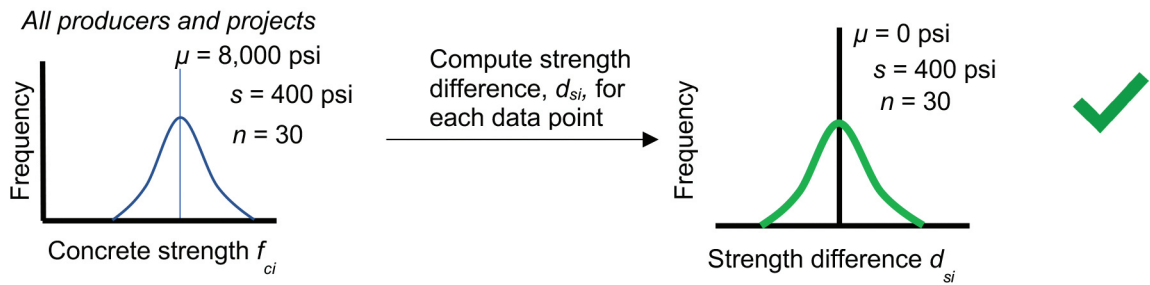 All producers and projects
μ = 8,000 psi
s = 400 psi
n = 30
Frequency
Concrete strength f_ci
Compute strength
difference, d_si, for
each data point
μ = 0 psi
s = 400 psi
n = 30
Frequency
Strength difference d_si